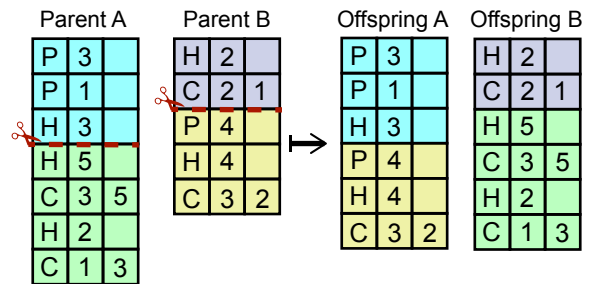 Parent A
P 3
P 1
H 3
H 5
C 3 5
H 2
C 1 3
Parent B
H 2
C 2 1
P 4
H 4
C 3 2
Offspring A
P 3
P 1
H 3
P 4
H 4
C 3 2
Offspring B
H 2
C 2 1
H 5
C 3 5
H 2
C 1 3